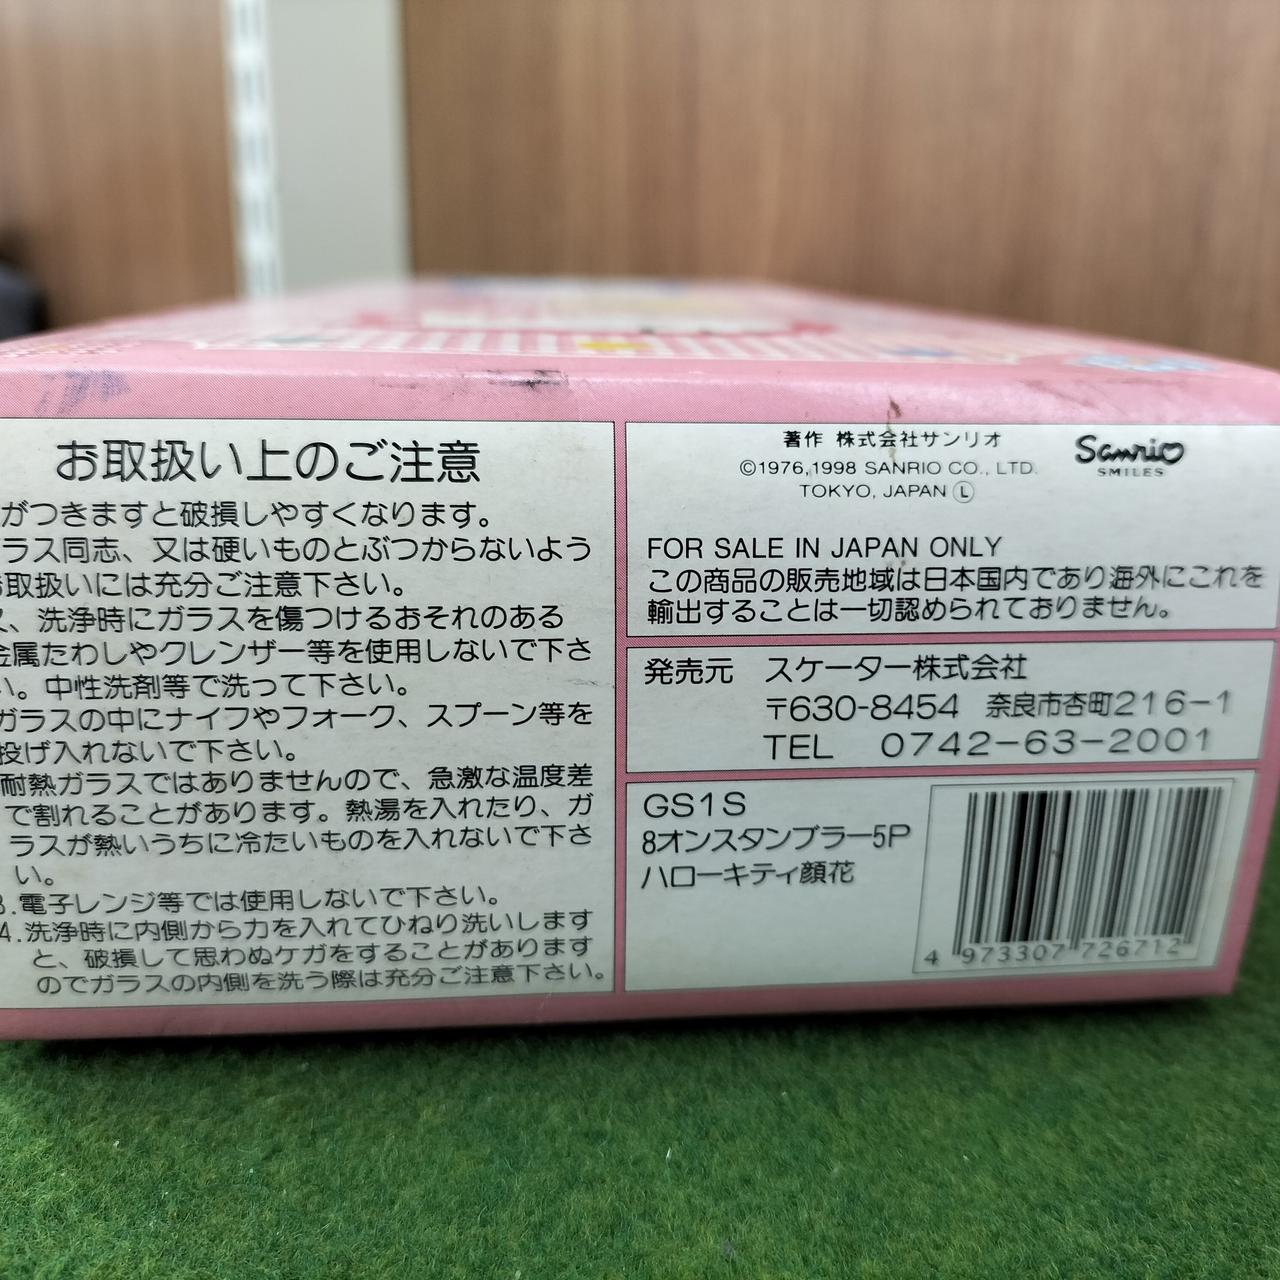 お取扱い上のご注意
がつきますと破損しやすくなります。
ラス同志、又は硬いものとぶつからないよう
お取扱いには充分ご注意下さい。
又、洗浄時にガラスを傷つけるおそれのある
金属たわしやクレンザー等を使用しないで下さ
い。中性洗剤等で洗って下さい。
ガラスの中にナイフやフォーク、スプーン等を
投げ入れないで下さい。
耐熱ガラスではありませんので、急激な温度差
で割れることがあります。熱湯を入れたり、ガ
ラスが熱いうちに冷たいものを入れないで下さ
い。
3.電子レンジ等では使用しないで下さい。
4.洗浄時に内側から力を入れてひねり洗いします
と、破損して思わぬケガをすることがあります
のでガラスの内側を洗う際は充分ご注意下さい。
著作 株式会社サンリオ
©1976,1998 SANRIO CO., LTD.
TOKYO, JAPAN Ⓛ
Sanrio
SMILES
FOR SALE IN JAPAN ONLY
この商品の販売地域は日本国内であり海外にこれを
輸出することは一切認められておりません。
発売元 スケーター株式会社
〒630-8454 奈良市杏町216-1
TEL 0742-63-2001
GS1S
8オンスタンブラー5P
ハローキティ顔花
4 973307 726712